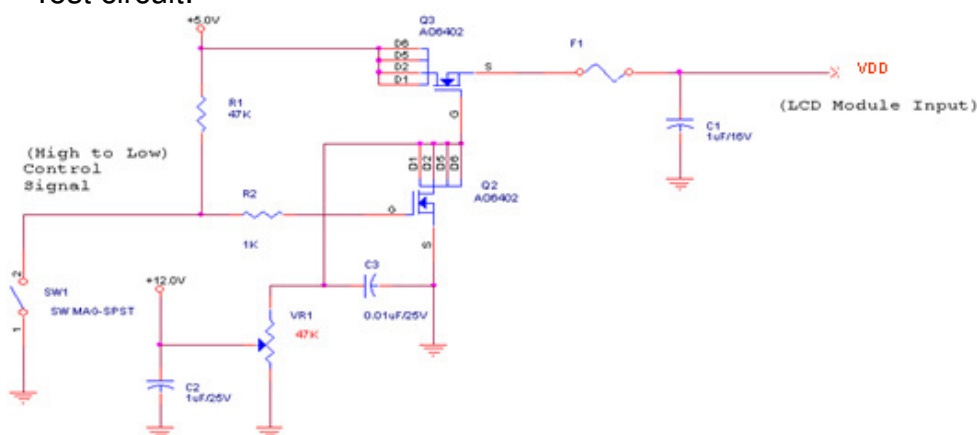 Test circuit:
+5.0V
Q3
AO6402
D6
D5
D2
D1
S
G
F1
VDD
(LCD Module Input)
R1
47K
C1
1uF/16V
(High to Low)
Control
Signal
D1
D2
D5
D6
Q2
AO6402
R2
1K
G
S
2
SW1
SW MAG-SPST
1
+12.0V
C3
0.01uF/25V
VR1
47K
C2
1uF/25V